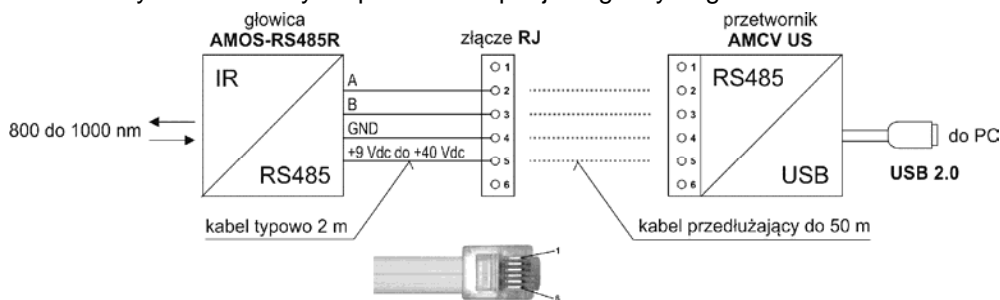 głowica
AMOS-RS485R
IR
RS485
800 do 1000 nm
A
B
GND
+9 Vdc do +40 Vdc
kabel typowo 2 m
złącze RJ
1
2
3
4
5
6
kabel przedłużający do 50 m
przetwornik
AMCV US
1
2
3
4
5
6
RS485
USB
do PC
USB 2.0
1
6